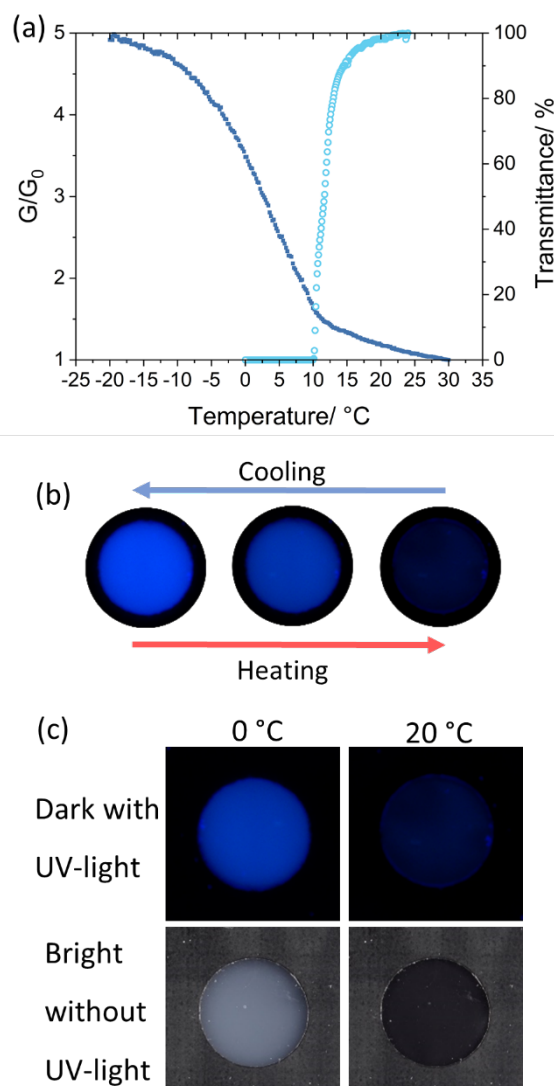 (a)
5
4
3
2
1
G/G₀
100
80
60
40
20
0
Transmittance/ %
-25 -20 -15 -10 -5 0 5 10 15 20 25 30 35
Temperature/ °C
(b)
Cooling
Heating
(c)
0 °C 20 °C
Dark with
UV-light
Bright
without
UV-light